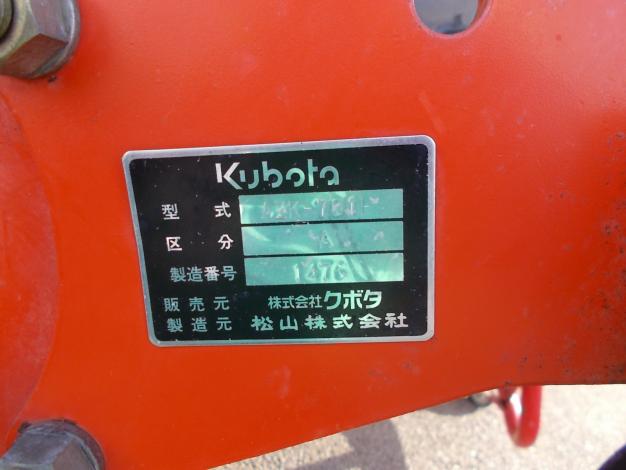 Kubota
型式
区分
製造番号 1376
販売元 株式会社クボタ
製造元 松山株式会社